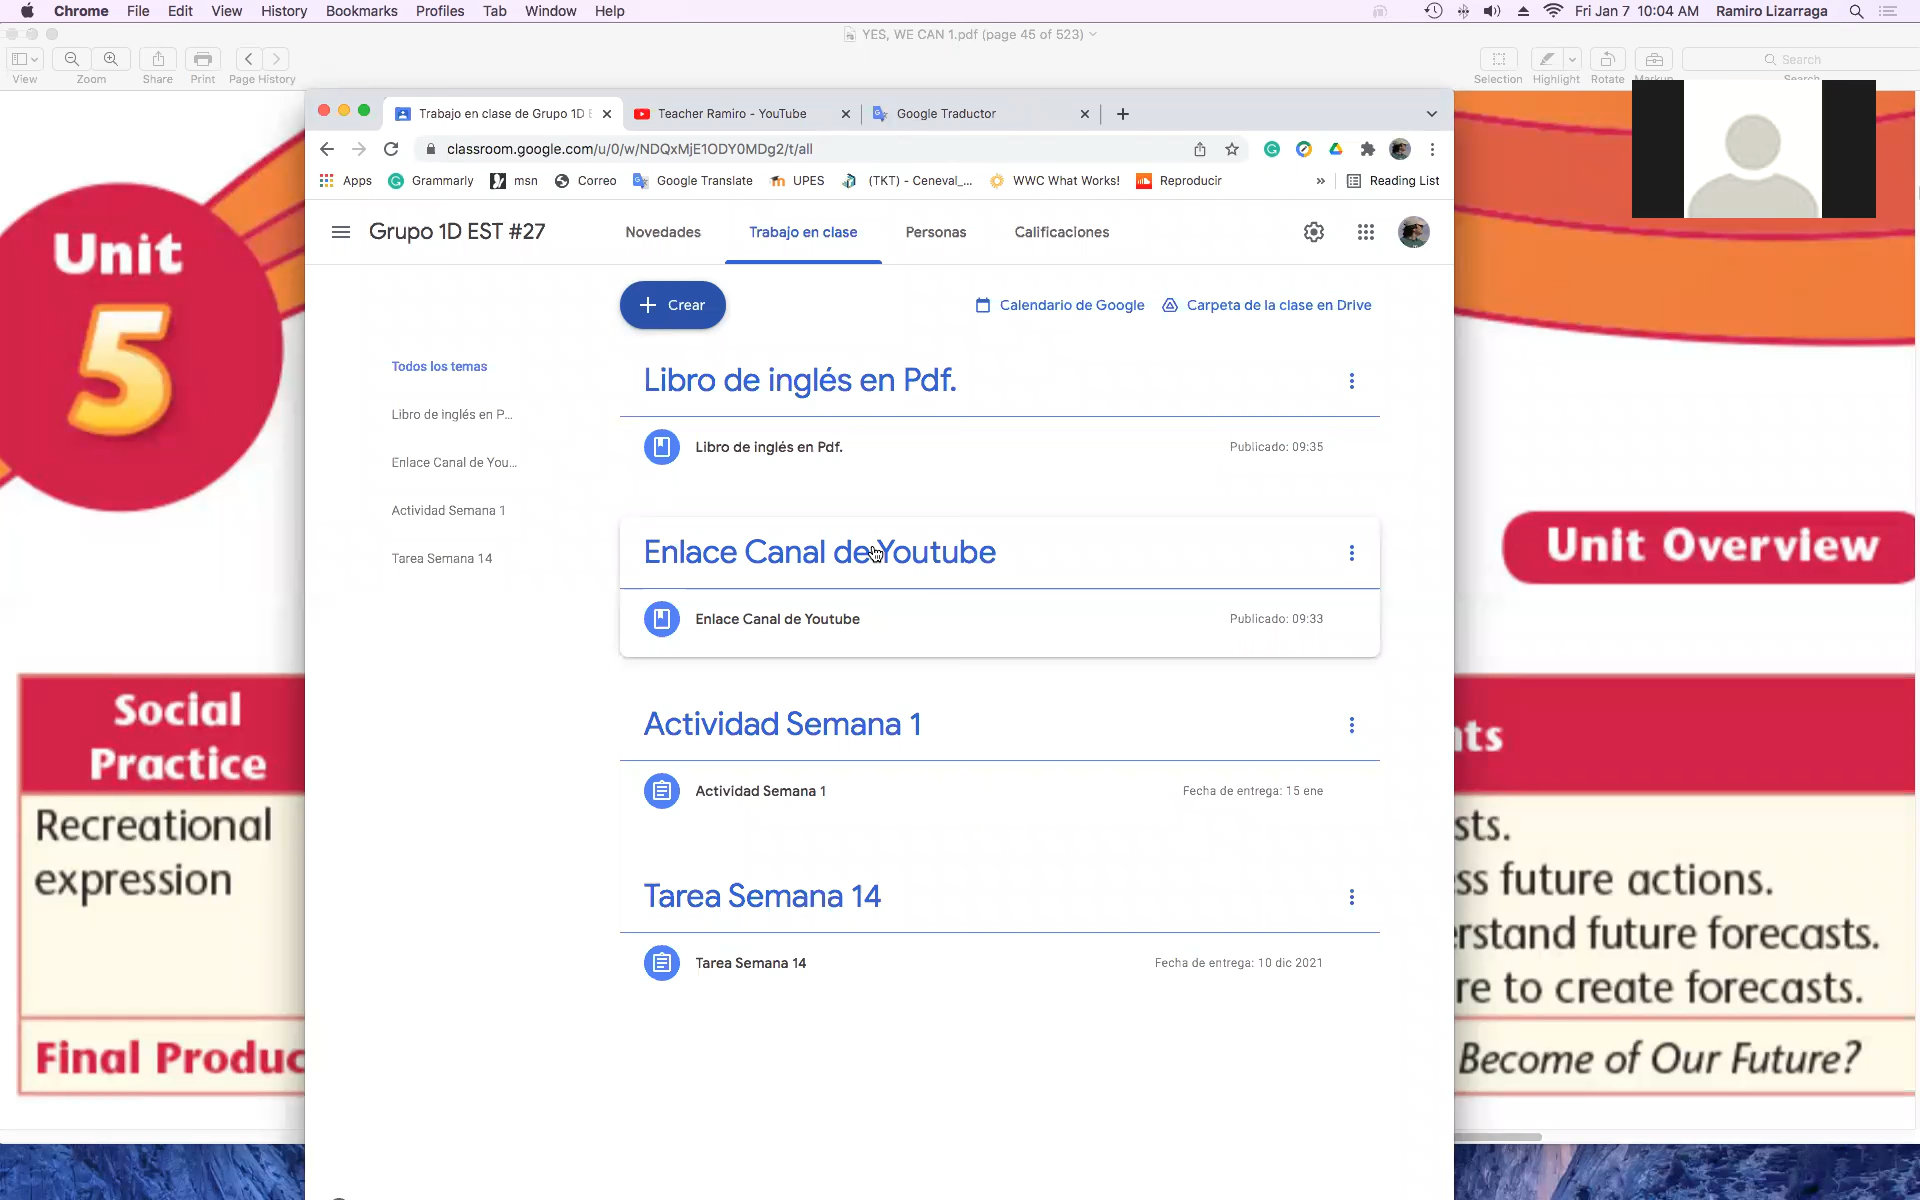 Chrome File Edit View History Bookmarks Profiles Tab Window Help
Fri Jan 7 10:04 AM Ramiro Lizarraga
YES, WE CAN 1.pdf (page 45 of 523)
View Zoom Share Print Page History
Search
Selection Highlight Rotate Markup Search
Trabajo en clase de Grupo 1D
Teacher Ramiro - YouTube
Google Traductor
classroom.google.com/u/0/w/NDQxMjE1ODY0MDg2/t/all
Apps Grammarly msn Correo Google Translate UPES (TKT) - Ceneval_... WWC What Works! Reproducir » Reading List
Grupo 1D EST #27
Novedades Trabajo en clase Personas Calificaciones
Crear
Calendario de Google Carpeta de la clase en Drive
Todos los temas
Libro de inglés en P...
Enlace Canal de You...
Actividad Semana 1
Tarea Semana 14
Libro de inglés en Pdf.
Libro de inglés en Pdf. Publicado: 09:35
Enlace Canal de Youtube
Enlace Canal de Youtube Publicado: 09:33
Actividad Semana 1
Actividad Semana 1 Fecha de entrega: 15 ene
Tarea Semana 14
Tarea Semana 14 Fecha de entrega: 10 dic 2021
Unit
5
Unit Overview
Social
Practice
Recreational
expression
Final Produc
nts
sts.
ss future actions.
rstand future forecasts.
re to create forecasts.
Become of Our Future?